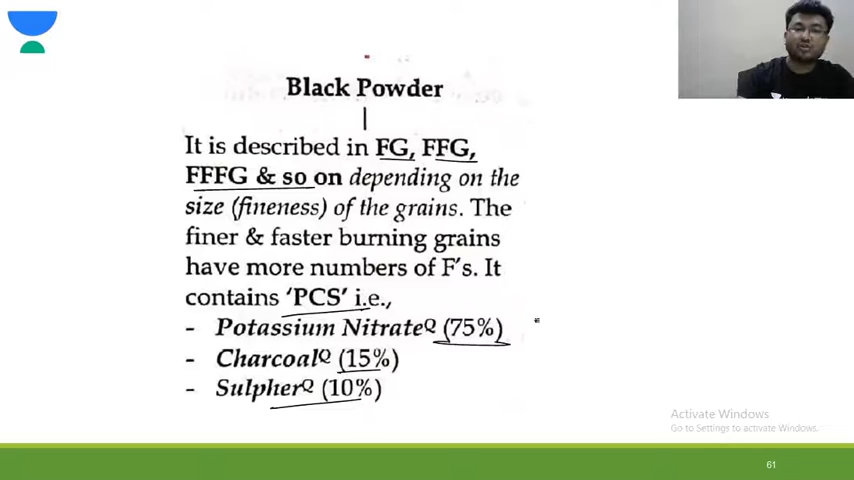 Black Powder
It is described in FG, FFG,
FFFG & so on depending on the
size (fineness) of the grains. The
finer & faster burning grains
have more numbers of F's. It
contains 'PCS' i.e.,
- Potassium NitrateQ (75%)
- CharcoalQ (15%)
- SulpherQ (10%)
Activate Windows
Go to Settings to activate Windows.
61